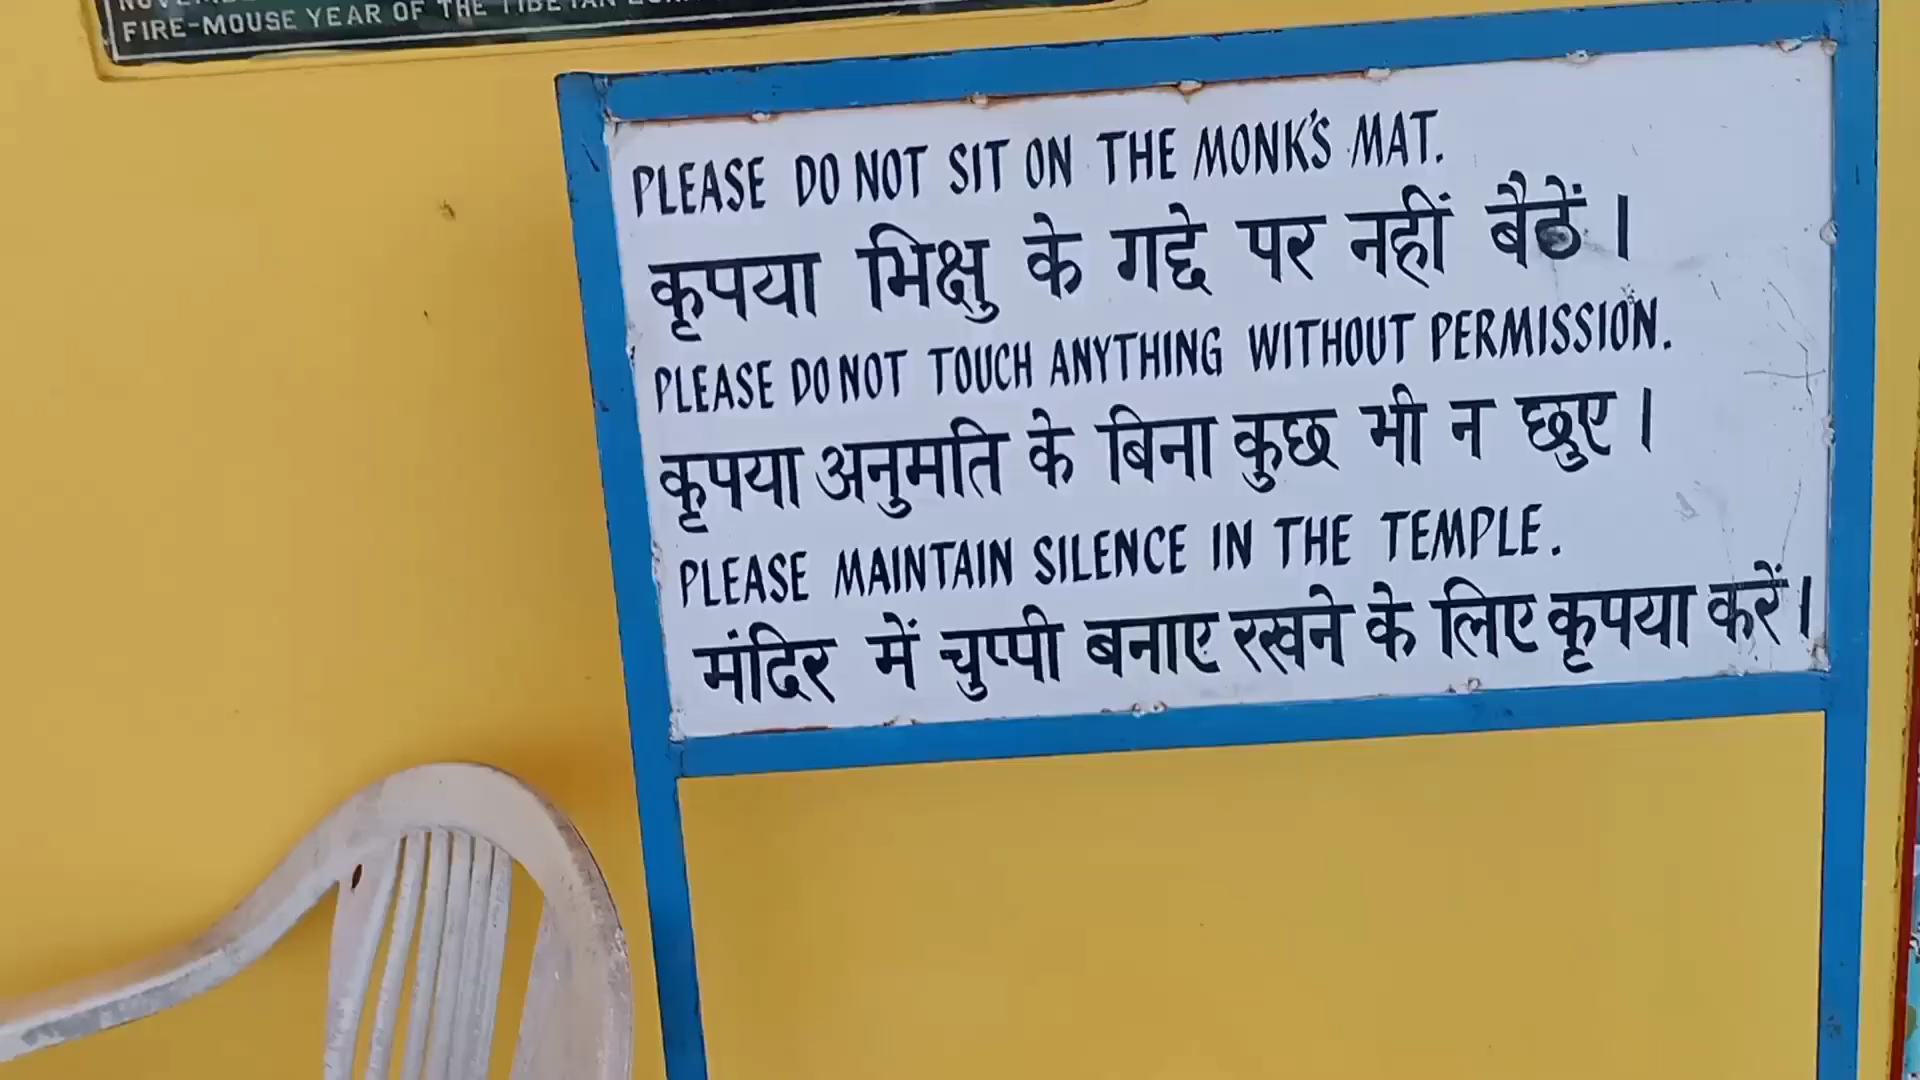 FIRE-MOUSE YEAR OF THE TIBETAN
PLEASE DO NOT SIT ON THE MONK'S MAT.
कृपया भिक्षु के गद्दे पर नहीं बैठें।
PLEASE DO NOT TOUCH ANYTHING WITHOUT PERMISSION.
कृपया अनुमति के बिना कुछ भी न छुए।
PLEASE MAINTAIN SILENCE IN THE TEMPLE.
मंदिर में चुप्पी बनाए रखने के लिए कृपया करें।